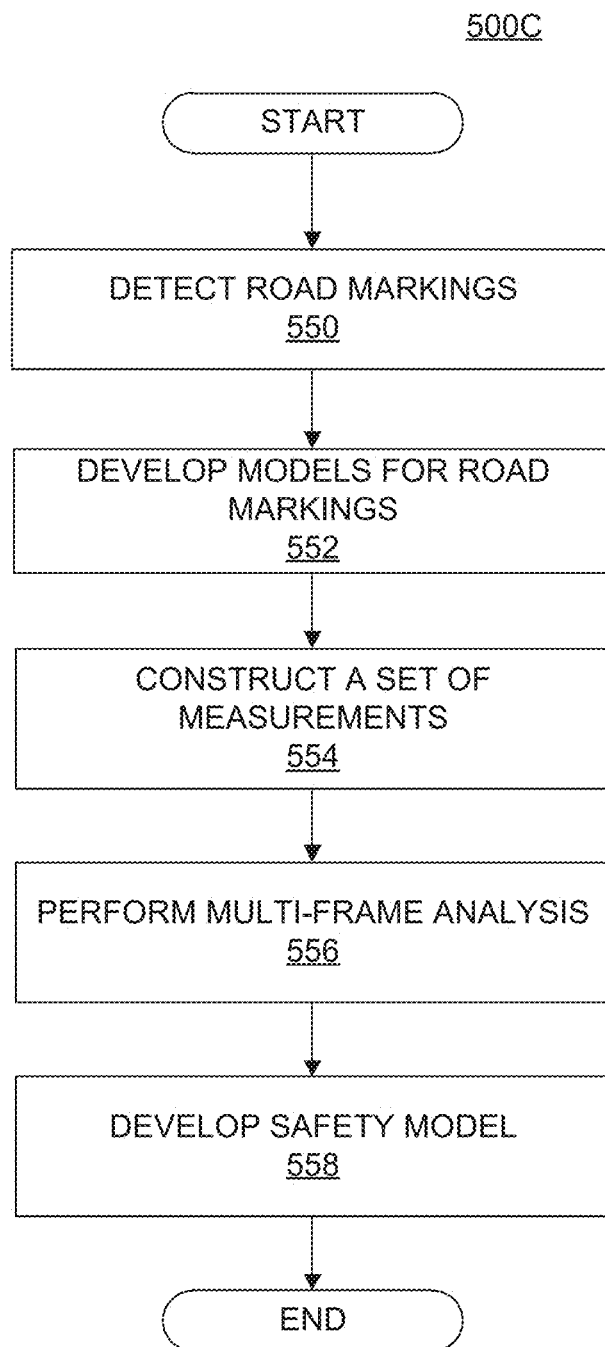 500C
START
DETECT ROAD MARKINGS
550
DEVELOP MODELS FOR ROAD
MARKINGS
552
CONSTRUCT A SET OF
MEASUREMENTS
554
PERFORM MULTI-FRAME ANALYSIS
556
DEVELOP SAFETY MODEL
558
END